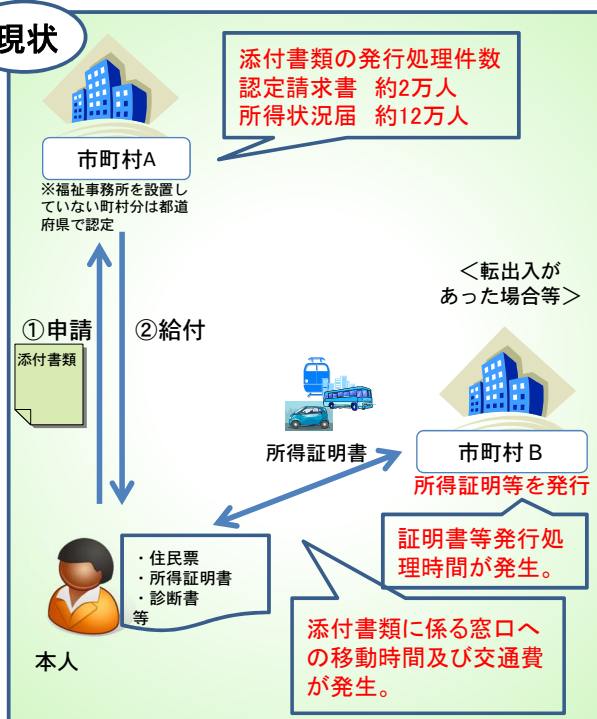 現状
添付書類の発行処理件数
認定請求書 約2万人
所得状況届 約12万人
市町村A
※福祉事務所を設置し
ていない町村分は都道
府県で認定
＜転出入が
あった場合等＞
①申請
②給付
添付書類
所得証明書
市町村B
所得証明等を発行
証明書等発行処
理時間が発生。
・住民票
・所得証明書
・診断書
等
添付書類に係る窓口へ
の移動時間及び交通費
が発生。
本人